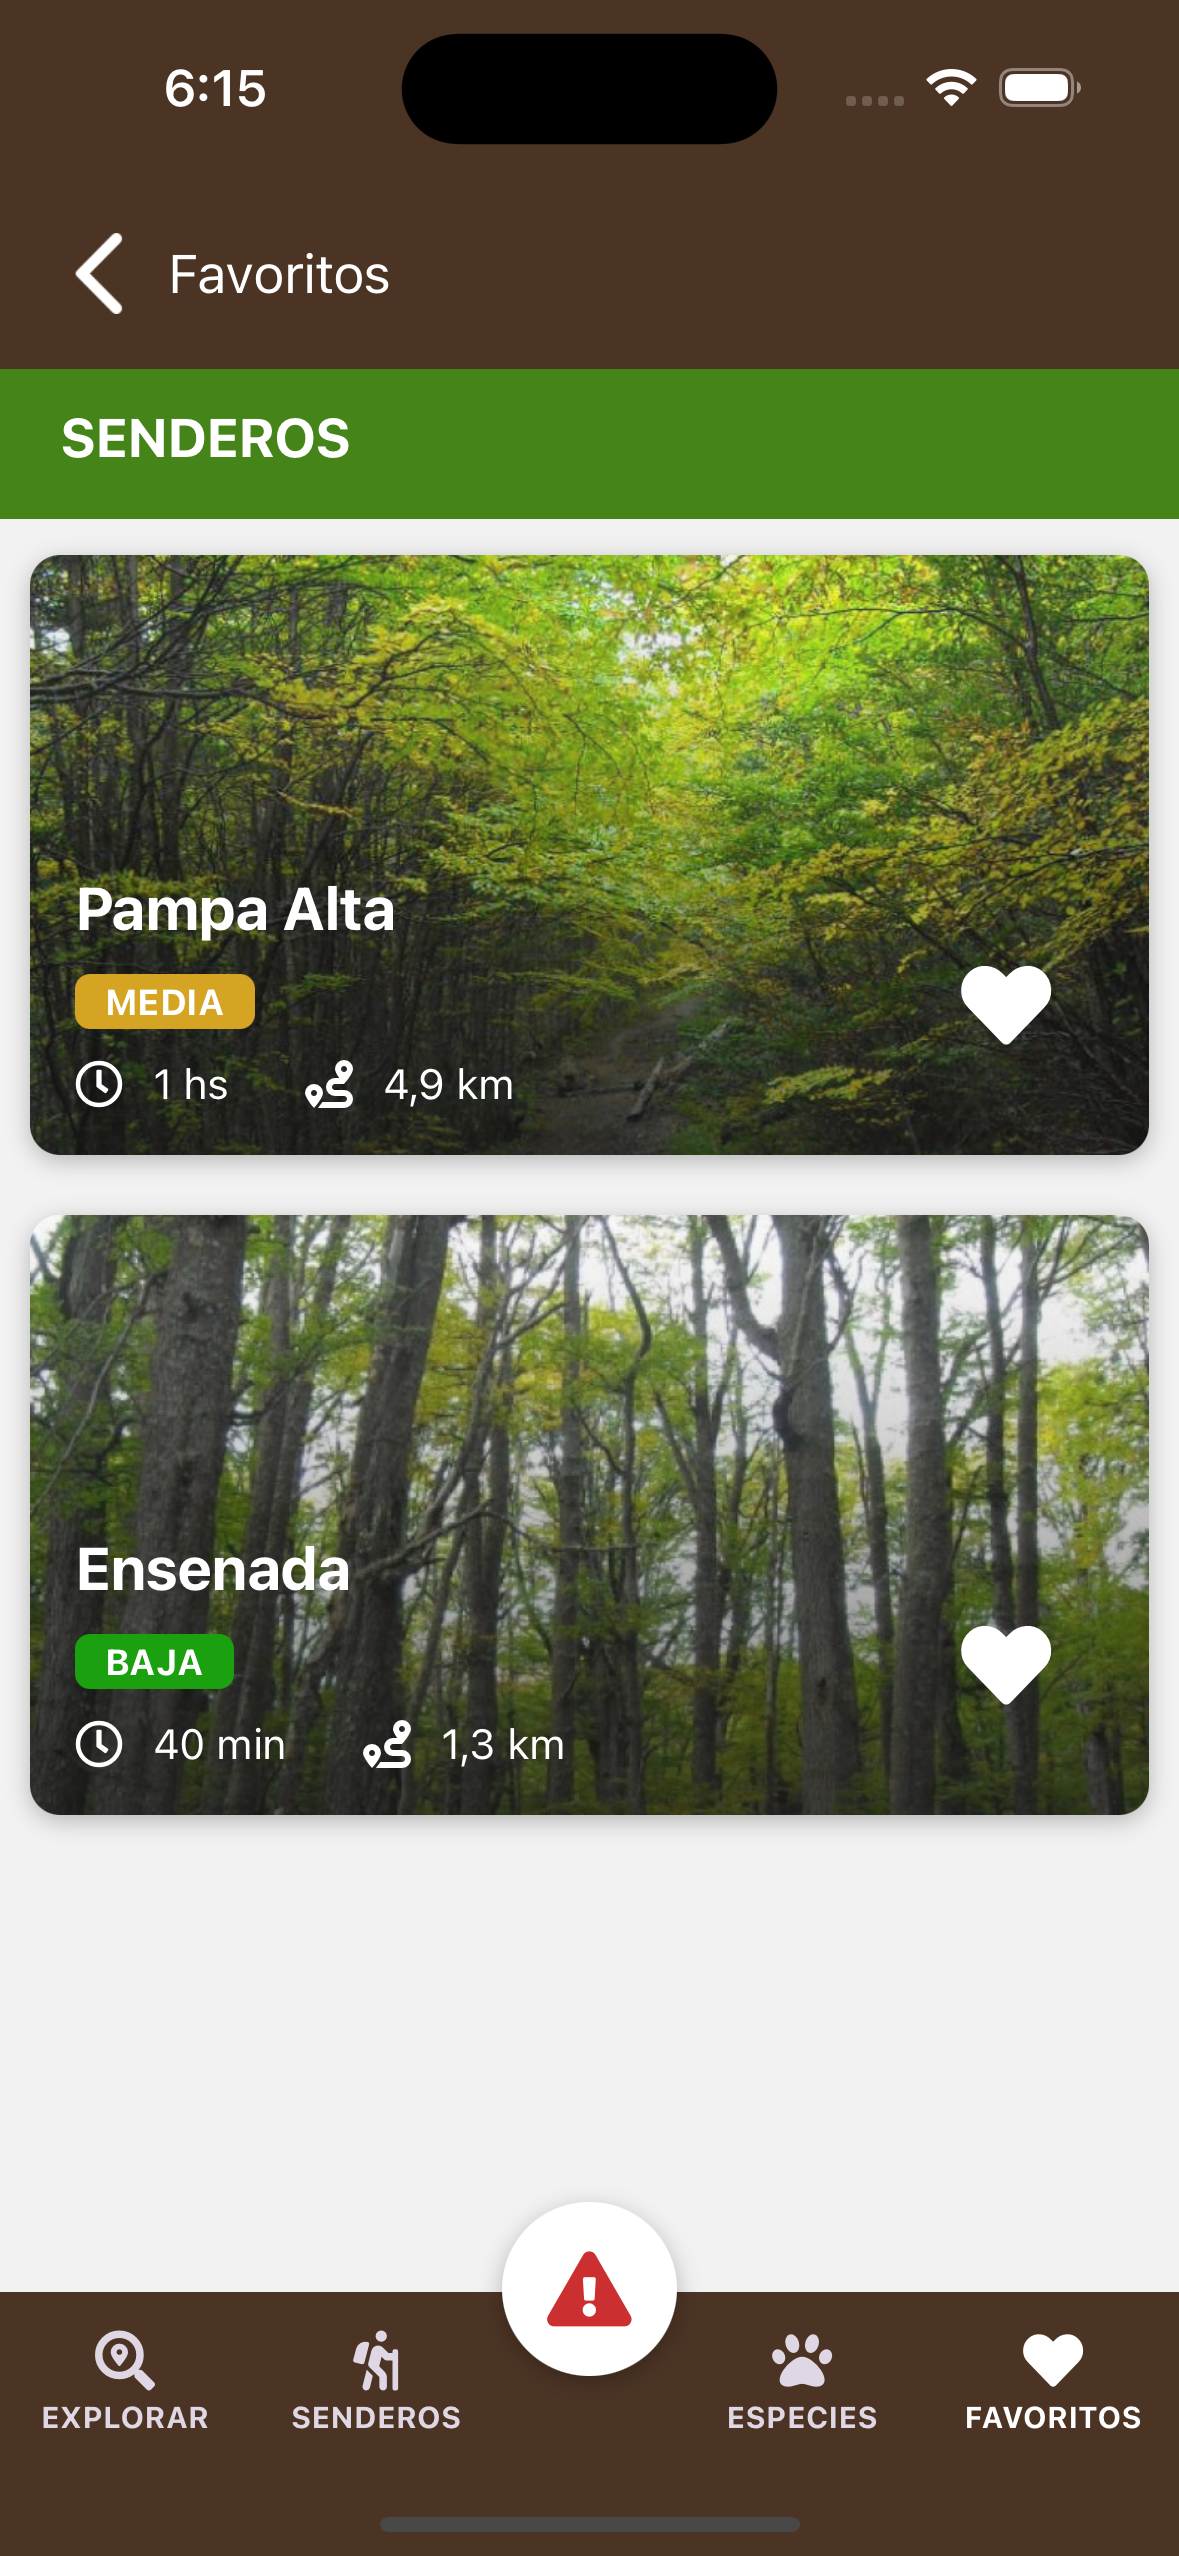 6:15
Favoritos
SENDEROS
Pampa Alta
MEDIA
1 hs 4,9 km
Ensenada
BAJA
40 min 1,3 km
EXPLORAR SENDEROS ESPECIES FAVORITOS